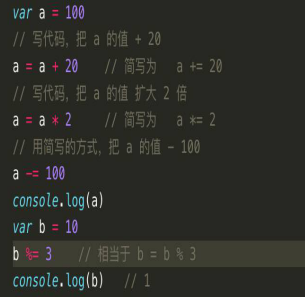 var a = 100
// 写代码，把 a 的值 + 20
a = a + 20    // 简写为   a += 20
// 写代码，把 a 的值 扩大 2 倍
a = a * 2     // 简写为   a *= 2
// 用简写的方式，把 a 的值 - 100
a -= 100
console.log(a)
var b = 10
b %= 3    // 相当于 b = b % 3
console.log(b)   // 1